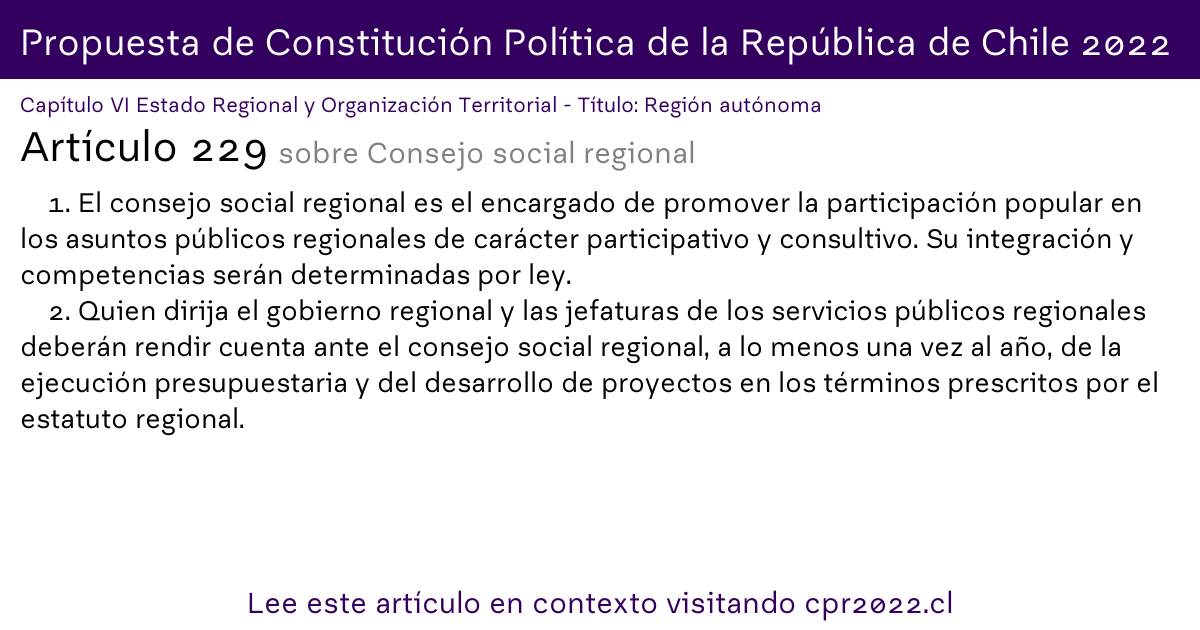 Propuesta de Constitución Política de la República de Chile 2022
Capítulo VI Estado Regional y Organización Territorial - Título: Región autónoma
Artículo 229 sobre Consejo social regional
1. El consejo social regional es el encargado de promover la participación popular en
los asuntos públicos regionales de carácter participativo y consultivo. Su integración y
competencias serán determinadas por ley.
2. Quien dirija el gobierno regional y las jefaturas de los servicios públicos regionales
deberán rendir cuenta ante el consejo social regional, a lo menos una vez al año, de la
ejecución presupuestaria y del desarrollo de proyectos en los términos prescritos por el
estatuto regional.
Lee este artículo en contexto visitando cpr2022.cl